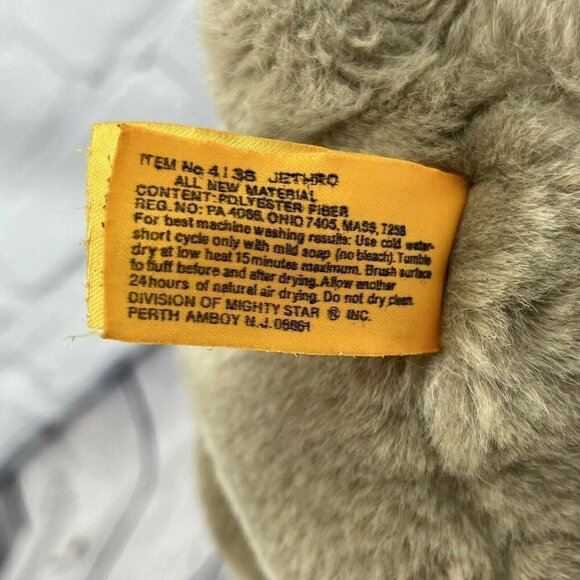 ITEM No. 4138 JETHRO
ALL NEW MATERIAL
CONTENT-POLYESTER FIBER
REG. NO: PA 4066, OHIO 7405, MASS, T258
For best machine washing results: Use cold water-
short cycle only with mild soap (no bleach). Tumble
dry at low heat 15 minutes maximum. Brush surface
to fluff before and after drying. Allow another
24 hours of natural air drying. Do not dry clean.
DIVISION OF MIGHTY STAR ® INC.
PERTH AMBOY N.J. 08861